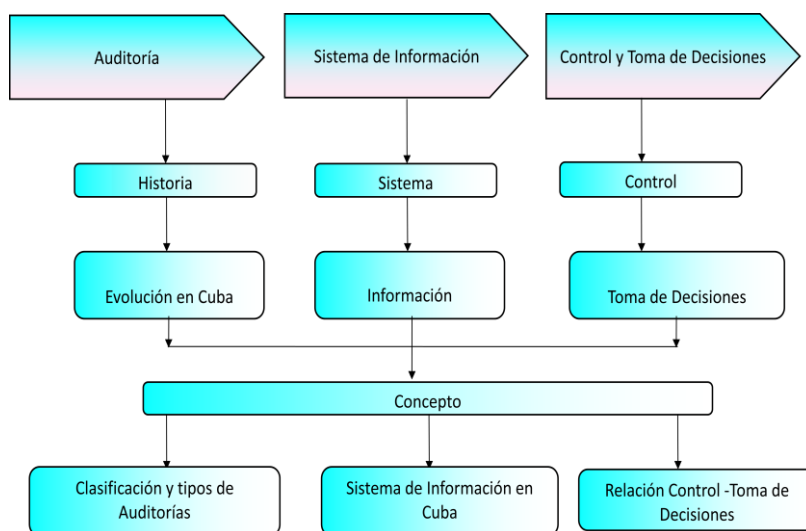 Auditoría
Sistema de Información
Control y Toma de Decisiones
Historia
Sistema
Control
Evolución en Cuba
Información
Toma de Decisiones
Concepto
Clasificación y tipos de
Auditorías
Sistema de Información en
Cuba
Relación Control -Toma de
Decisiones